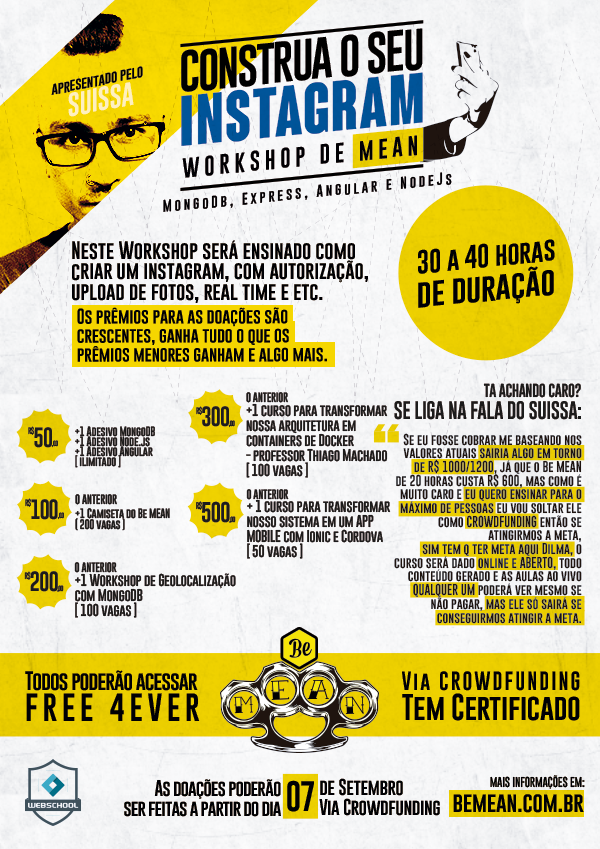 APRESENTADO PELO
SUISSA
CONSTRUA O SEU
INSTAGRAM
WORKSHOP DE MEAN
MONGODB, EXPRESS, ANGULAR E NODEJS
NESTE WORKSHOP SERÁ ENSINADO COMO
CRIAR UM INSTAGRAM, COM AUTORIZAÇÃO,
UPLOAD DE FOTOS, REAL TIME E ETC.
OS PRÊMIOS PARA AS DOAÇÕES SÃO
CRESCENTES, GANHA TUDO O QUE OS
PRÊMIOS MENORES GANHAM E ALGO MAIS.
30 A 40 HORAS
DE DURAÇÃO
R$50,00
+1 ADESIVO MONGODB
+1 ADESIVO NODE.JS
+1 ADESIVO ANGULAR
[ILIMITADO]
R$100,00
O ANTERIOR
+1 CAMISETA DO BE MEAN
[200 VAGAS]
R$200,00
O ANTERIOR
+1 WORKSHOP DE GEOLOCALIZAÇÃO
COM MONGODB
[100 VAGAS]
R$300,00
O ANTERIOR
+1 CURSO PARA TRANSFORMAR
NOSSA ARQUITETURA EM
CONTAINERS DE DOCKER
- PROFESSOR THIAGO MACHADO
[100 VAGAS]
R$500,00
O ANTERIOR
+ 1 CURSO PARA TRANSFORMAR
NOSSO SISTEMA EM UM APP
MOBILE COM IONIC E CORDOVA
[50 VAGAS]
TA ACHANDO CARO?
SE LIGA NA FALA DO SUISSA:
“
SE EU FOSSE COBRAR ME BASEANDO NOS
VALORES ATUAIS SAIRIA ALGO EM TORNO
DE R$ 1000/1200, JÁ QUE O BE MEAN
DE 20 HORAS CUSTA R$ 600, MAS COMO É
MUITO CARO E EU QUERO ENSINAR PARA O
MÁXIMO DE PESSOAS EU VOU SOLTAR ELE
COMO CROWDFUNDING ENTÃO SE
ATINGIRMOS A META,
SIM TEM Q TER META AQUI DILMA, O
CURSO SERÁ DADO ONLINE E ABERTO, TODO
CONTEÚDO GERADO E AS AULAS AO VIVO
QUALQUER UM PODERÁ VER MESMO SE
NÃO PAGAR, MAS ELE SÓ SAIRÁ SE
CONSEGUIRMOS ATINGIR A META.
Be
MEAN
TODOS PODERÃO ACESSAR
FREE 4EVER
VIA CROWDFUNDING
TEM CERTIFICADO
WEBSCHOOL
AS DOAÇÕES PODERÃO
SER FEITAS A PARTIR DO DIA 07 DE SETEMBRO
VIA CROWDFUNDING
MAIS INFORMAÇÕES EM:
BEMEAN.COM.BR